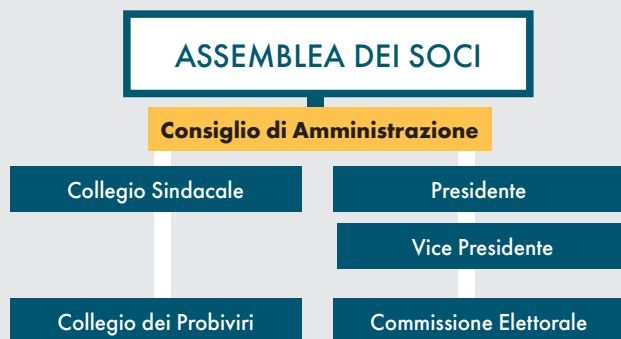 ASSEMBLEA DEI SOCI
Consiglio di Amministrazione
Collegio Sindacale
Presidente
Vice Presidente
Collegio dei Probiviri
Commissione Elettorale